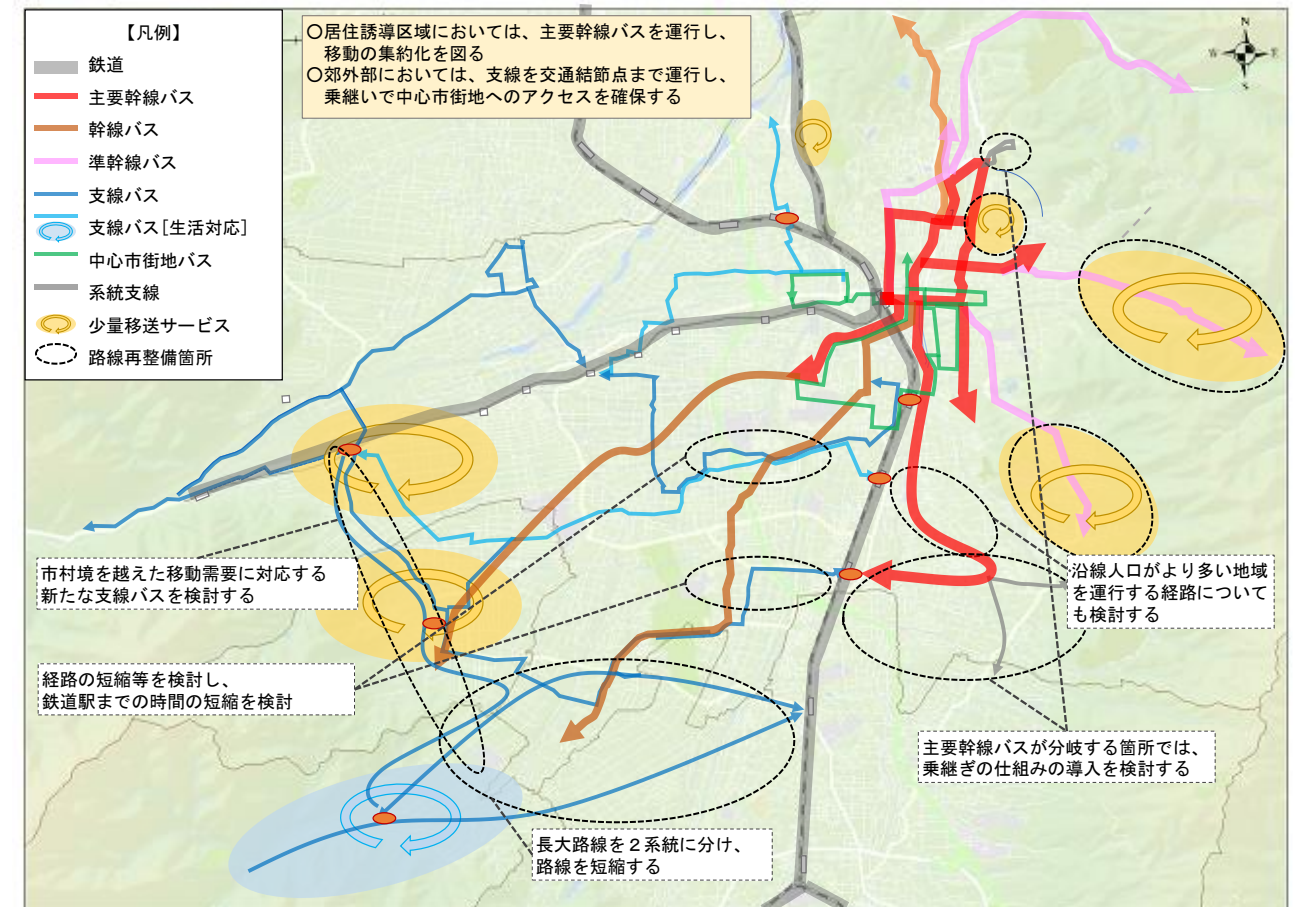 【凡例】
鉄道
主要幹線バス
幹線バス
準幹線バス
支線バス
支線バス[生活対応]
中心市街地バス
系統支線
少量移送サービス
路線再整備箇所
〇居住誘導区域においては、主要幹線バスを運行し、
移動の集約化を図る
〇郊外部においては、支線を交通結節点まで運行し、
乗継いで中心市街地へのアクセスを確保する
N
W
E
S
市村境を越えた移動需要に対応する
新たな支線バスを検討する
経路の短縮等を検討し、
鉄道駅までの時間の短縮を検討
沿線人口がより多い地域
を運行する経路について
も検討する
主要幹線バスが分岐する箇所では、
乗継ぎの仕組みの導入を検討する
長大路線を２系統に分け、
路線を短縮する